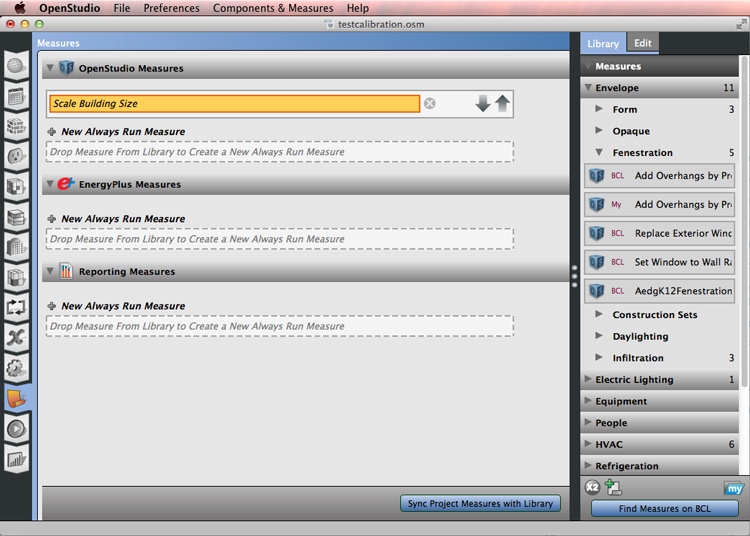 OpenStudio File Preferences Components & Measures Help
testcalibration.osm
Measures
OpenStudio Measures
Scale Building Size
New Always Run Measure
Drop Measure From Library to Create a New Always Run Measure
EnergyPlus Measures
New Always Run Measure
Drop Measure From Library to Create a New Always Run Measure
Reporting Measures
New Always Run Measure
Drop Measure From Library to Create a New Always Run Measure
Sync Project Measures with Library
Library Edit
Measures
Envelope 11
Form 3
Opaque
Fenestration 5
BCL Add Overhangs by Pr
My Add Overhangs by Pr
BCL Replace Exterior Wind
BCL Set Window to Wall Ra
BCL AedgK12Fenestration
Construction Sets
Daylighting
Infiltration 3
Electric Lighting 1
Equipment
People
HVAC 6
Refrigeration
X2 my
Find Measures on BCL